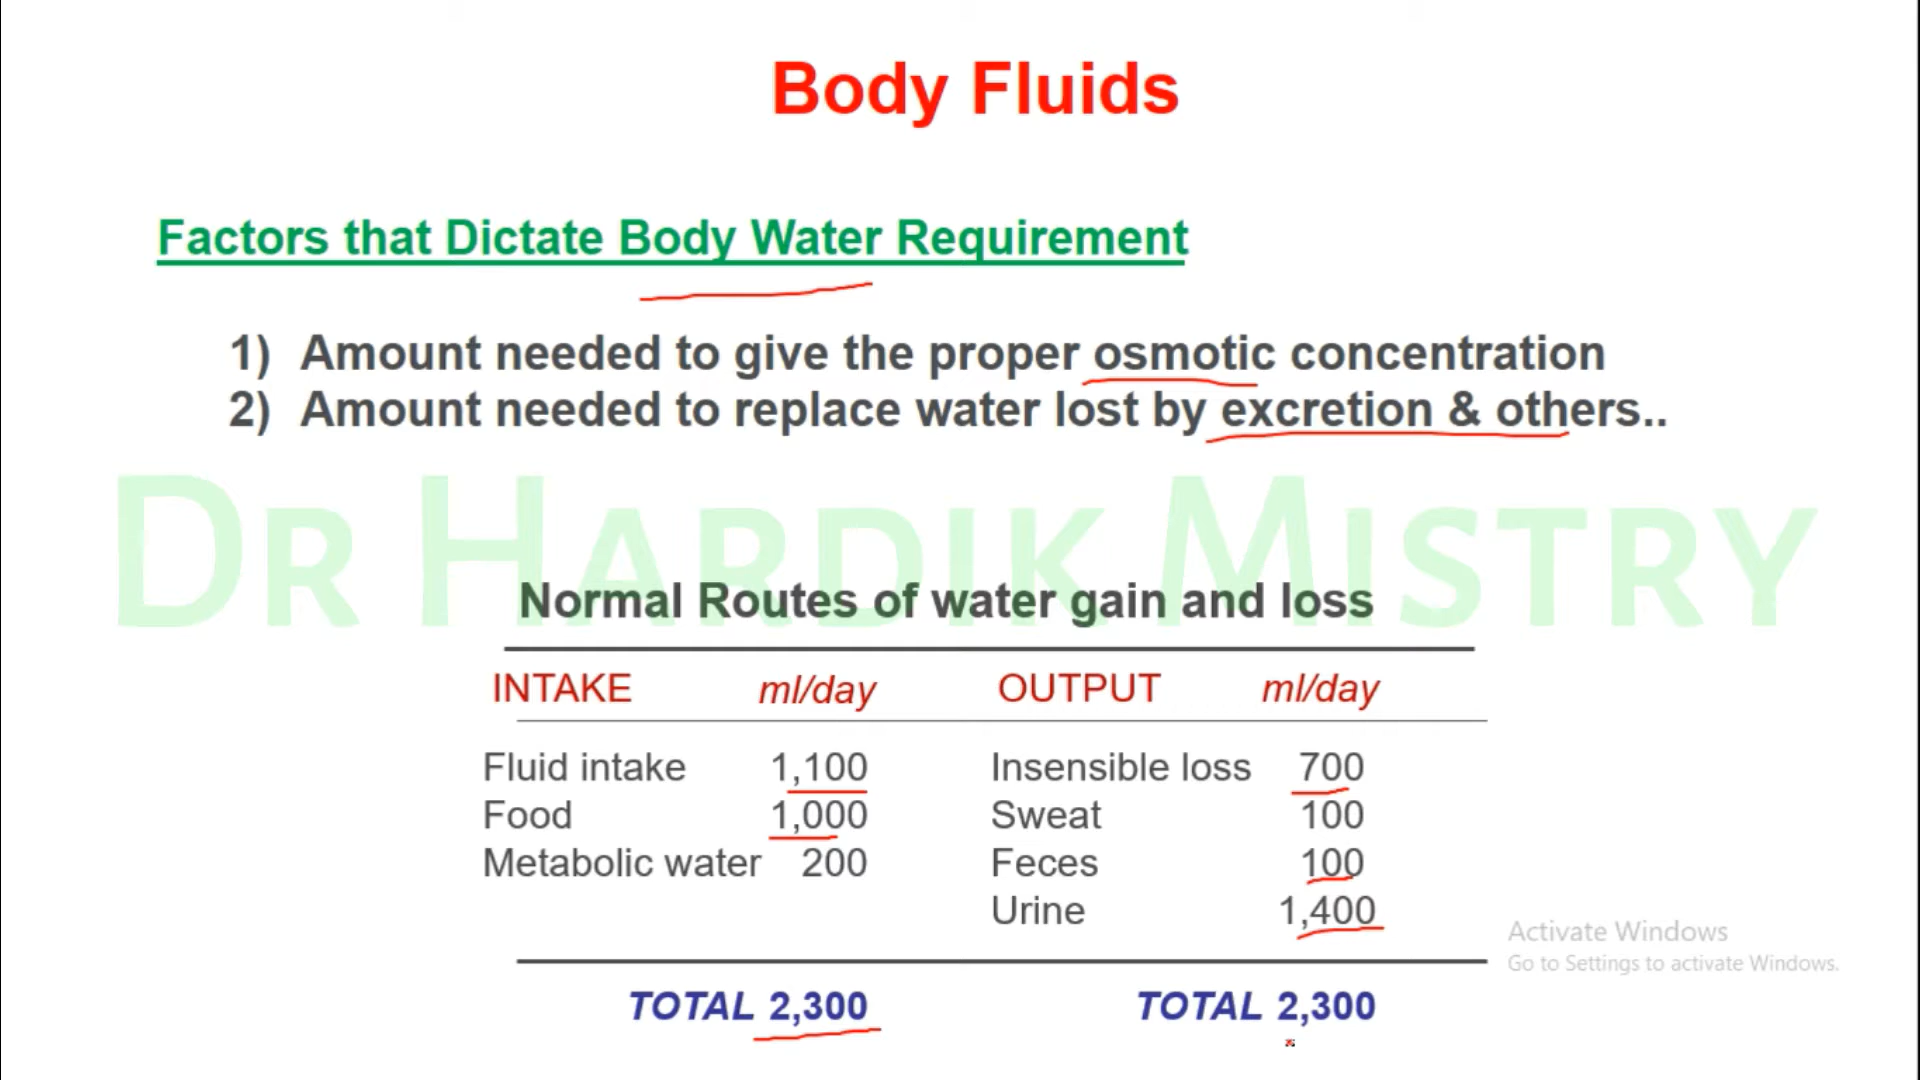 Body Fluids
Factors that Dictate Body Water Requirement
1) Amount needed to give the proper osmotic concentration
2) Amount needed to replace water lost by excretion & others..
DR HARDIK MISTRY
Normal Routes of water gain and loss
INTAKE ml/day OUTPUT ml/day
Fluid intake 1,100 Insensible loss 700
Food 1,000 Sweat 100
Metabolic water 200 Feces 100
Urine 1,400
Activate Windows
Go to Settings to activate Windows.
TOTAL 2,300 TOTAL 2,300